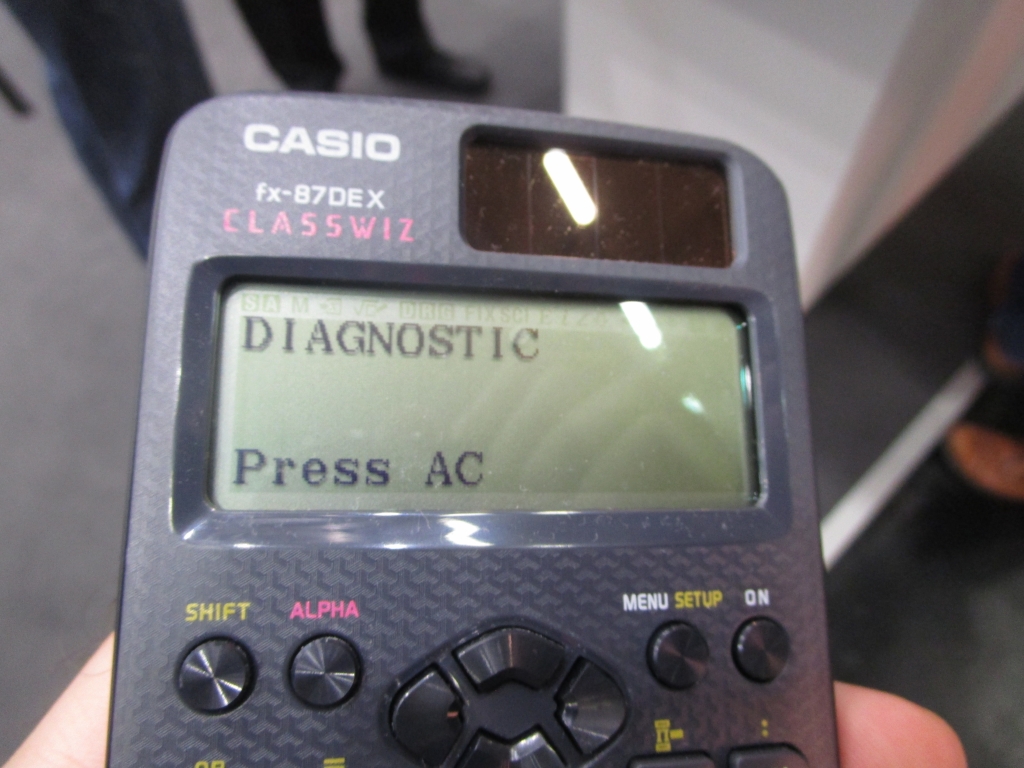 CASIO
fx-87DEX
CLASSWIZ
DIAGNOSTIC
Press AC
SHIFT
ALPHA
MENU SETUP
ON